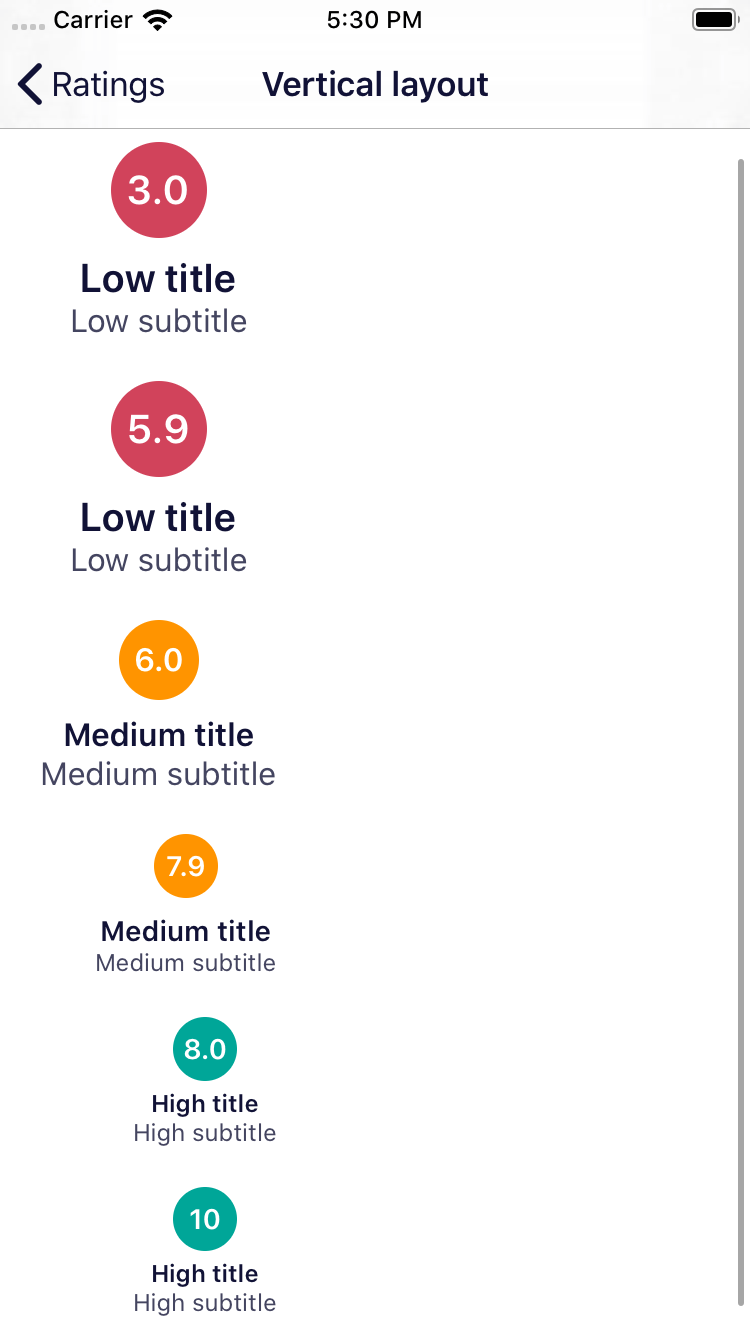 Carrier 5:30 PM
Ratings Vertical layout
3.0
Low title
Low subtitle
5.9
Low title
Low subtitle
6.0
Medium title
Medium subtitle
7.9
Medium title
Medium subtitle
8.0
High title
High subtitle
10
High title
High subtitle